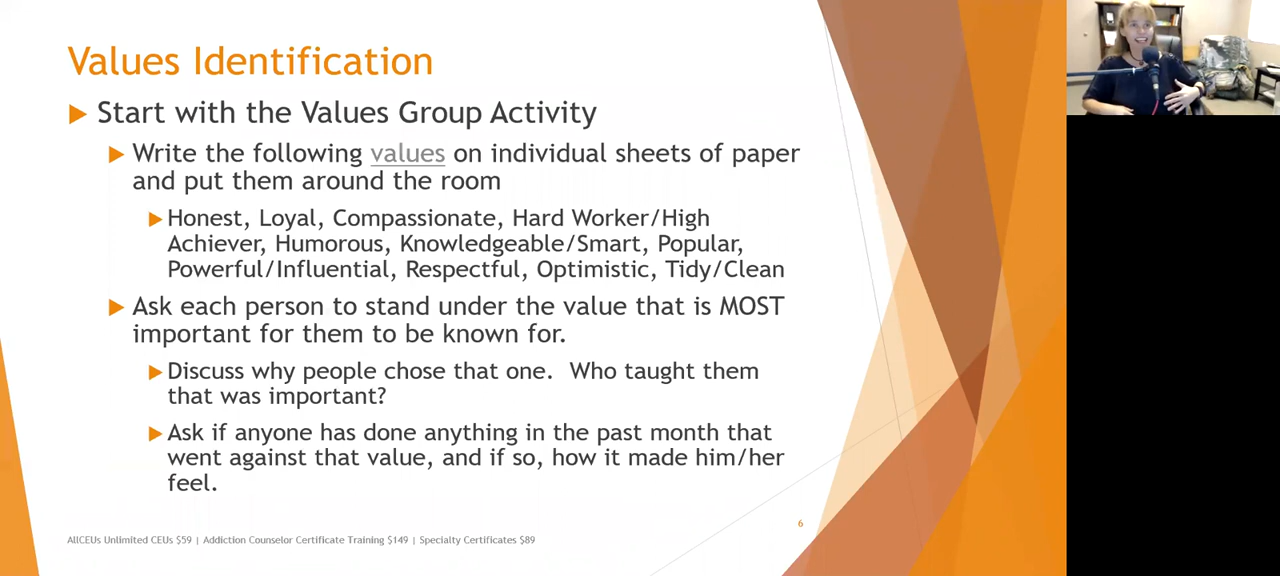 Values Identification
Start with the Values Group Activity
Write the following values on individual sheets of paper
and put them around the room
Honest, Loyal, Compassionate, Hard Worker/High
Achiever, Humorous, Knowledgeable/Smart, Popular,
Powerful/Influential, Respectful, Optimistic, Tidy/Clean
Ask each person to stand under the value that is MOST
important for them to be known for.
Discuss why people chose that one.  Who taught them
that was important?
Ask if anyone has done anything in the past month that
went against that value, and if so, how it made him/her
feel.
6
AllCEUs Unlimited CEUs $59 | Addiction Counselor Certificate Training $149 | Specialty Certificates $89